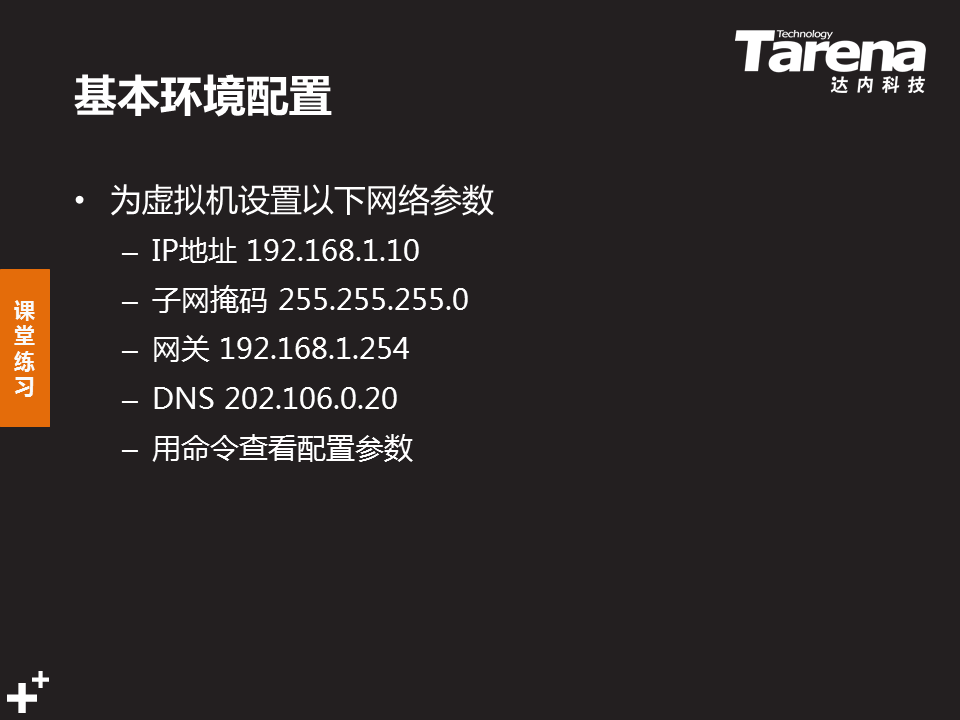 Technology
Tarena
达内科技
基本环境配置
• 为虚拟机设置以下网络参数
– IP地址 192.168.1.10
– 子网掩码 255.255.255.0
– 网关 192.168.1.254
– DNS 202.106.0.20
– 用命令查看配置参数
课堂练习